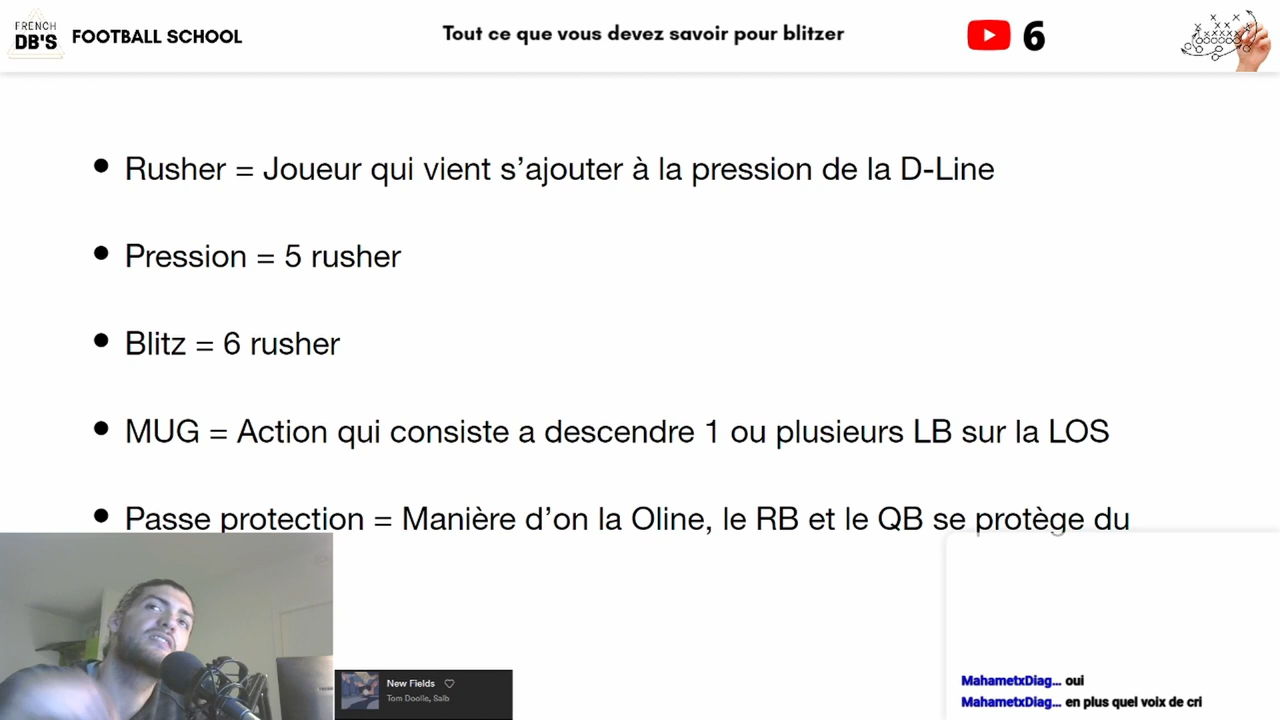 FRENCH
DB'S
FOOTBALL SCHOOL
Tout ce que vous devez savoir pour blitzer
6
• Rusher = Joueur qui vient s’ajouter à la pression de la D-Line
• Pression = 5 rusher
• Blitz = 6 rusher
• MUG = Action qui consiste a descendre 1 ou plusieurs LB sur la LOS
• Passe protection = Manière d’on la Oline, le RB et le QB se protège du
New Fields
Tom Doolie, Salb
MahametxDiag... oui
MahametxDiag... en plus quel voix de cri